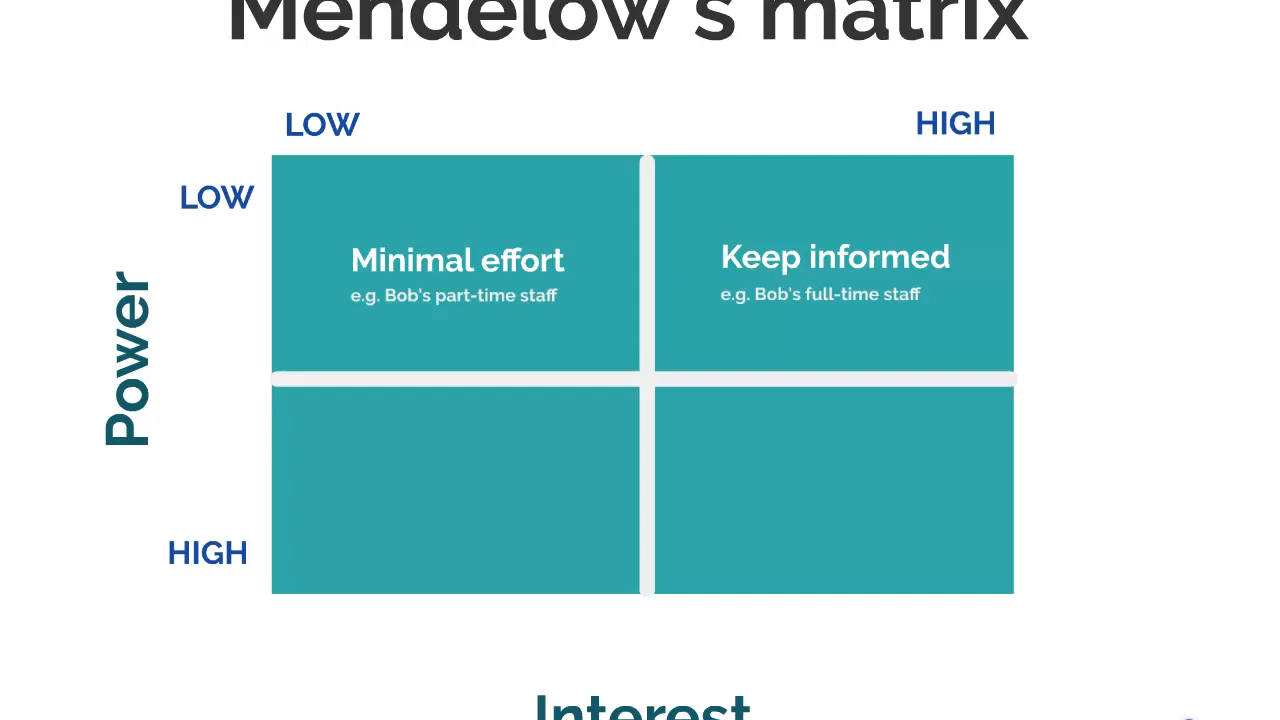 Mendelow's matrix
LOW
HIGH
LOW
Minimal effort
e.g. Bob's part-time staff
Keep informed
e.g. Bob's full-time staff
Power
HIGH
Interest